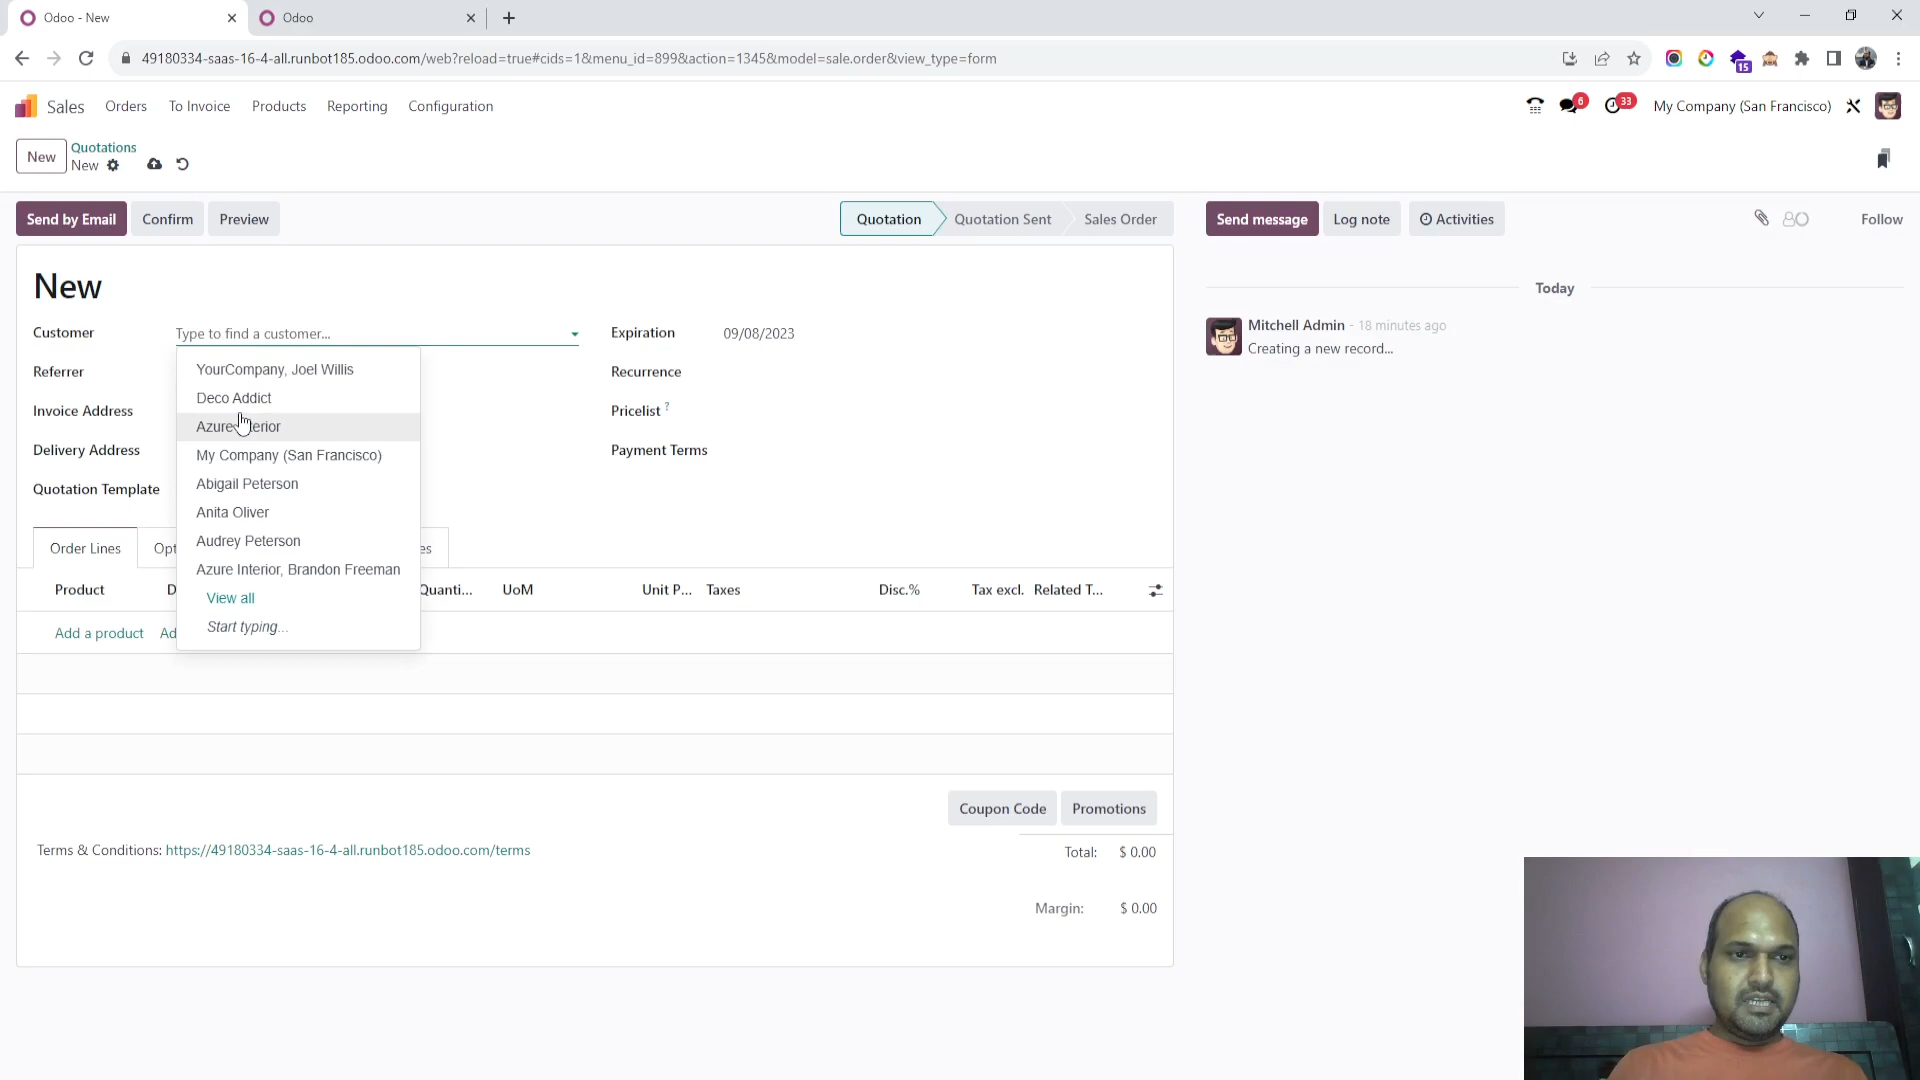 Odoo - New
Odoo
49180334-saas-16-4-all.runbot185.odoo.com/web?reload=true#cids=1&menu_id=899&action=1345&model=sale.order&view_type=form
15
Sales Orders To Invoice Products Reporting Configuration
6 33 My Company (San Francisco)
New
Quotations
New
Send by Email Confirm Preview
Quotation Quotation Sent Sales Order
Send message Log note Activities Follow
New
Today
Customer Type to find a customer... Expiration 09/08/2023
Mitchell Admin - 18 minutes ago
Creating a new record...
YourCompany, Joel Willis
Referrer Recurrence
Deco Addict
Invoice Address Pricelist ?
Azure
My Company (San Francisco)
Delivery Address Payment Terms
Abigail Peterson
Quotation Template
Anita Oliver
Audrey Peterson
Order Lines
Azure Interior, Brandon Freeman
Product Quanti... UoM Unit P... Taxes Disc.% Tax excl. Related T...
View all
Start typing...
Add a product
Coupon Code Promotions
Terms & Conditions: https://49180334-saas-16-4-all.runbot185.odoo.com/terms
Total: $ 0.00
Margin: $ 0.00